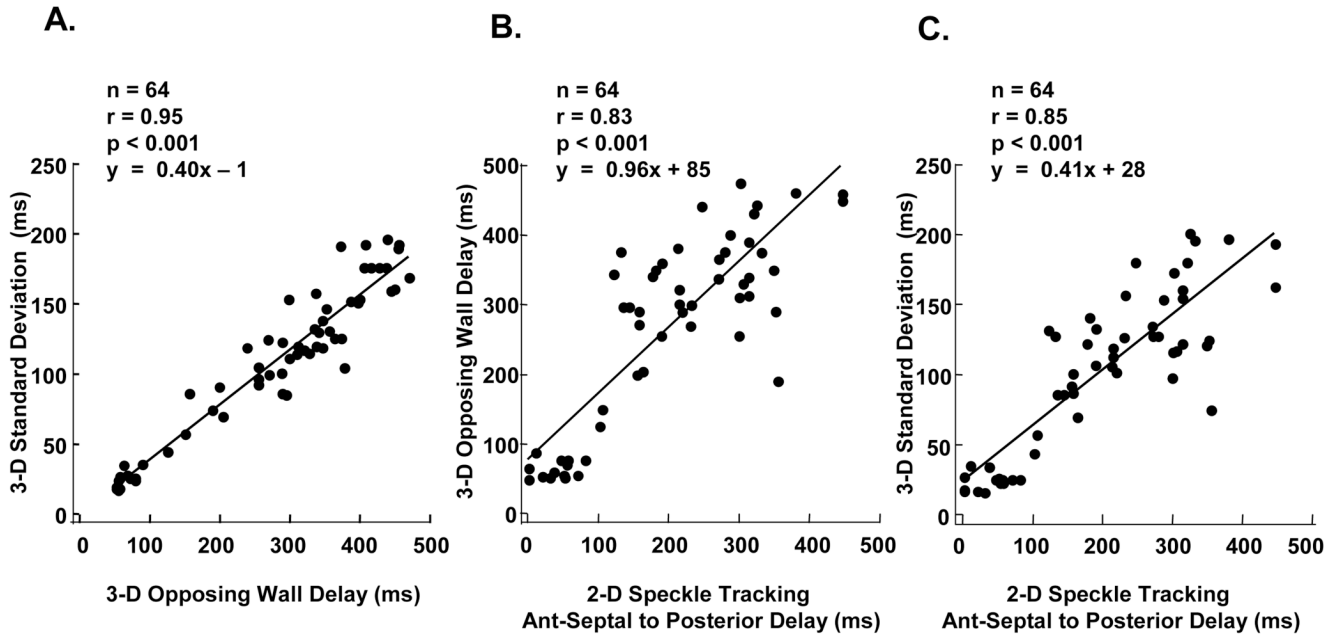 A.
n = 64
r = 0.95
p < 0.001
y = 0.40x – 1
3-D Standard Deviation (ms)
250
200
150
100
50
0
0 100 200 300 400 500
3-D Opposing Wall Delay (ms)
B.
n = 64
r = 0.83
p < 0.001
y = 0.96x + 85
3-D Opposing Wall Delay (ms)
500
400
300
200
100
0
0 100 200 300 400 500
2-D Speckle Tracking
Ant-Septal to Posterior Delay (ms)
C.
n = 64
r = 0.85
p < 0.001
y = 0.41x + 28
3-D Standard Deviation (ms)
250
200
150
100
50
0
0 100 200 300 400 500
2-D Speckle Tracking
Ant-Septal to Posterior Delay (ms)